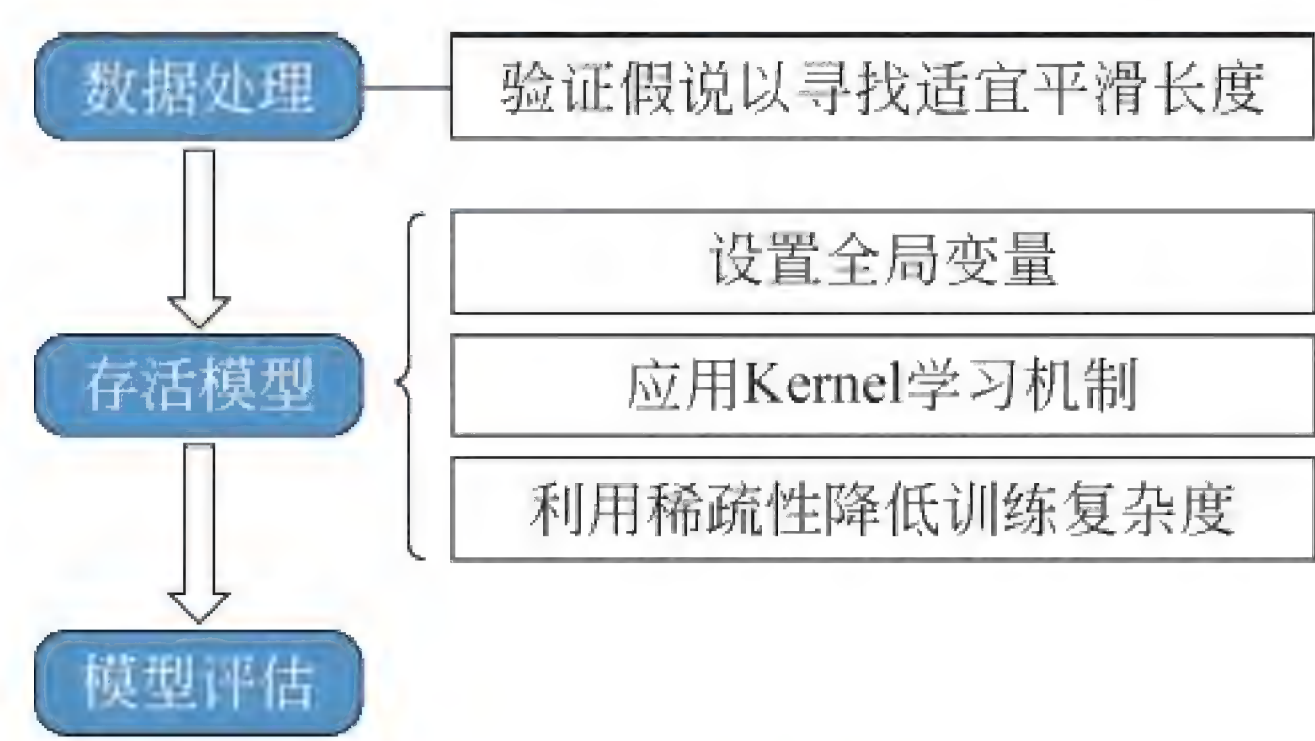 数据处理
验证假说以寻找适宜平滑长度
设置全局变量
存活模型
应用Kernel学习机制
利用稀疏性降低训练复杂度
模型评估